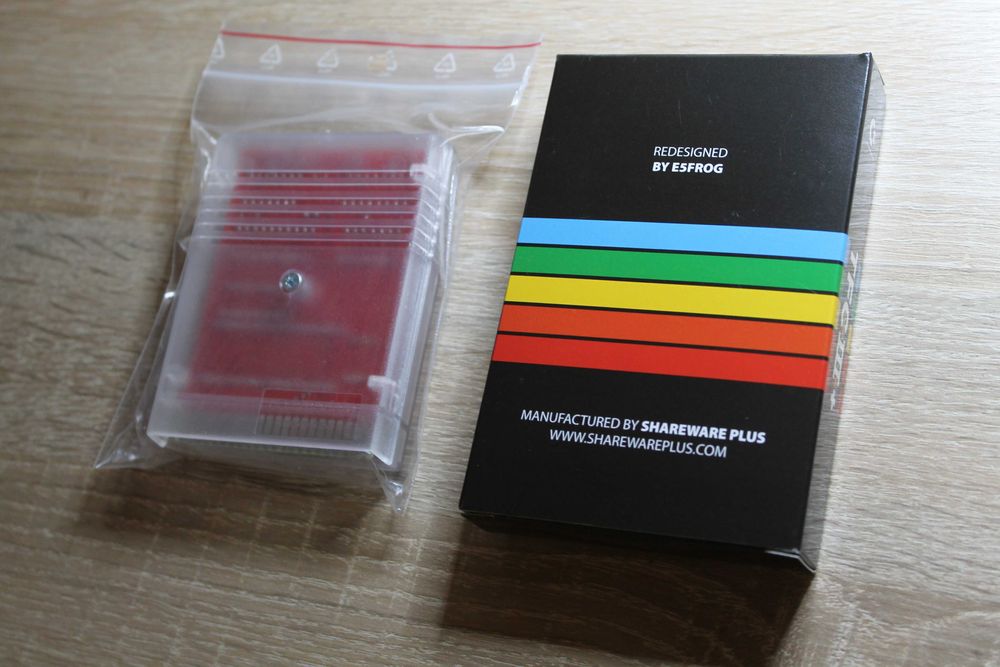 REDESIGNED
BY E5FROG
MANUFACTURED BY SHAREWARE PLUS
WWW.SHAREWAREPLUS.COM